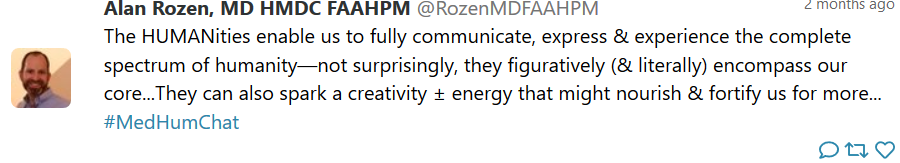 Alan Rozen, MD HMDC FAAHPM @RozenMDFAAHPM 2 months ago
The HUMANities enable us to fully communicate, express & experience the complete
spectrum of humanity—not surprisingly, they figuratively (& literally) encompass our
core...They can also spark a creativity ± energy that might nourish & fortify us for more...
#MedHumChat